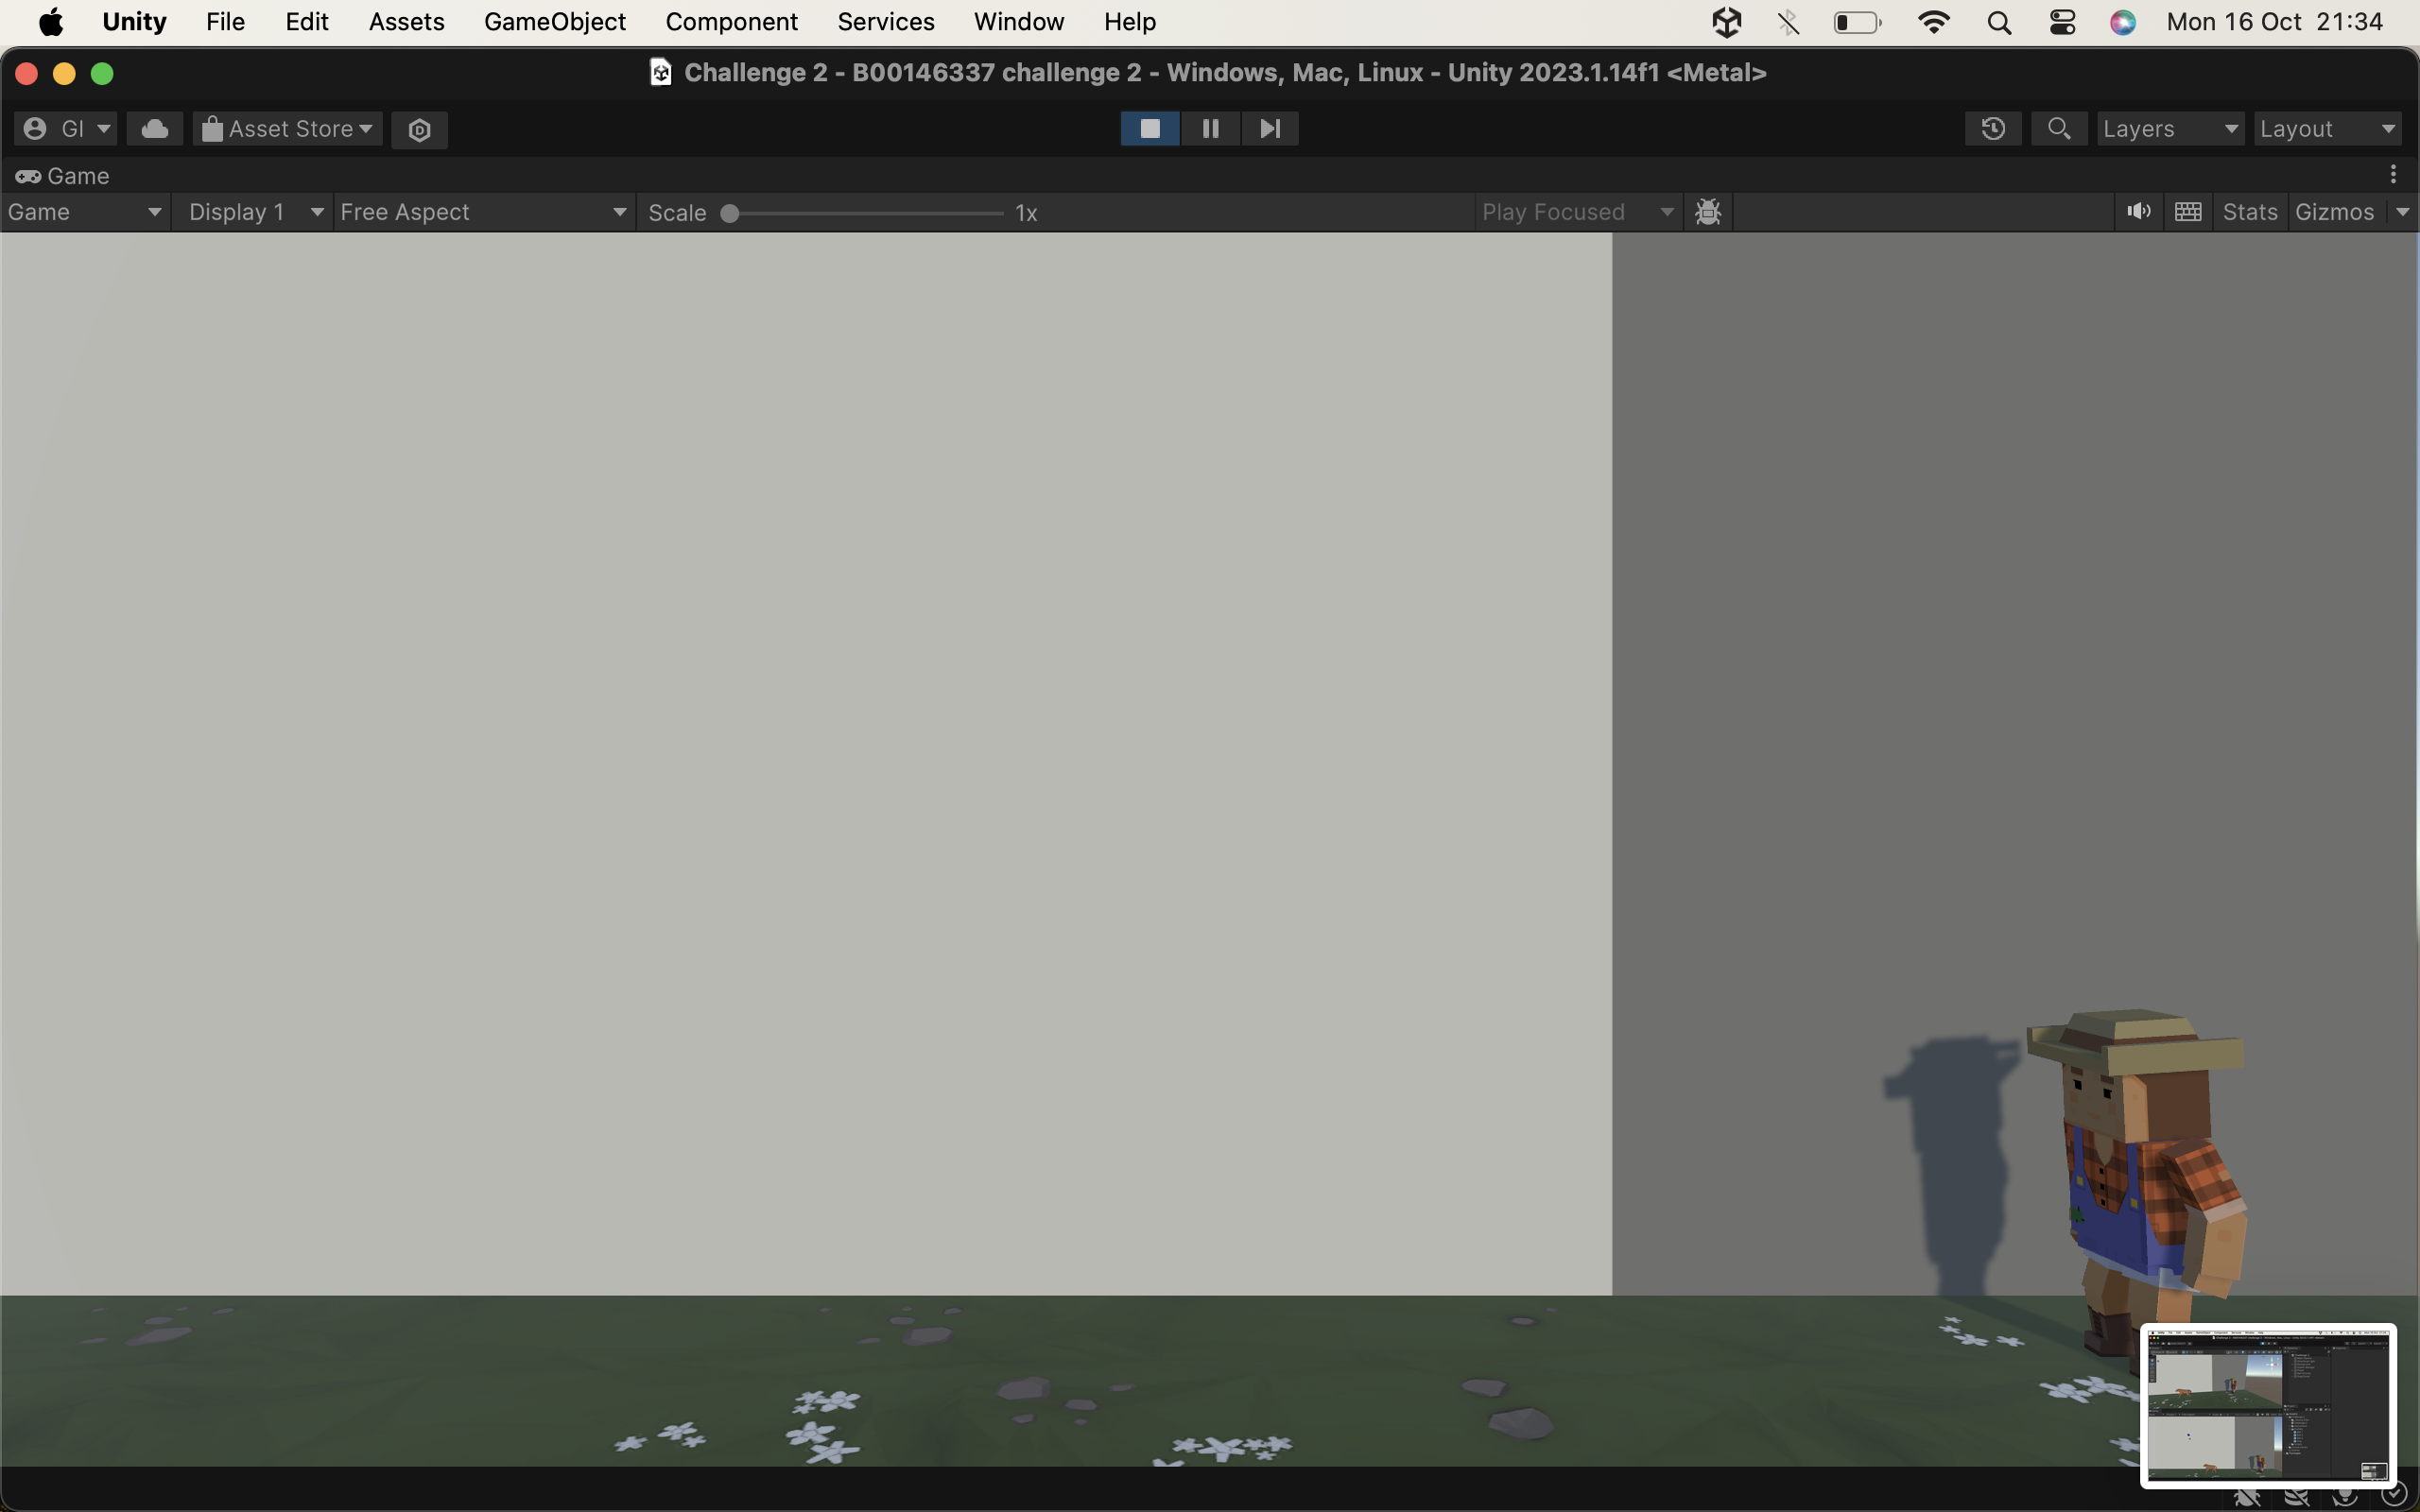 Unity File Edit Assets GameObject Component Services Window Help Mon 16 Oct 21:34
Challenge 2 - B00146337 challenge 2 - Windows, Mac, Linux - Unity 2023.1.14f1 <Metal>
GI Asset Store Layers Layout
Game
Game Display 1 Free Aspect Scale 1x Play Focused Stats Gizmos